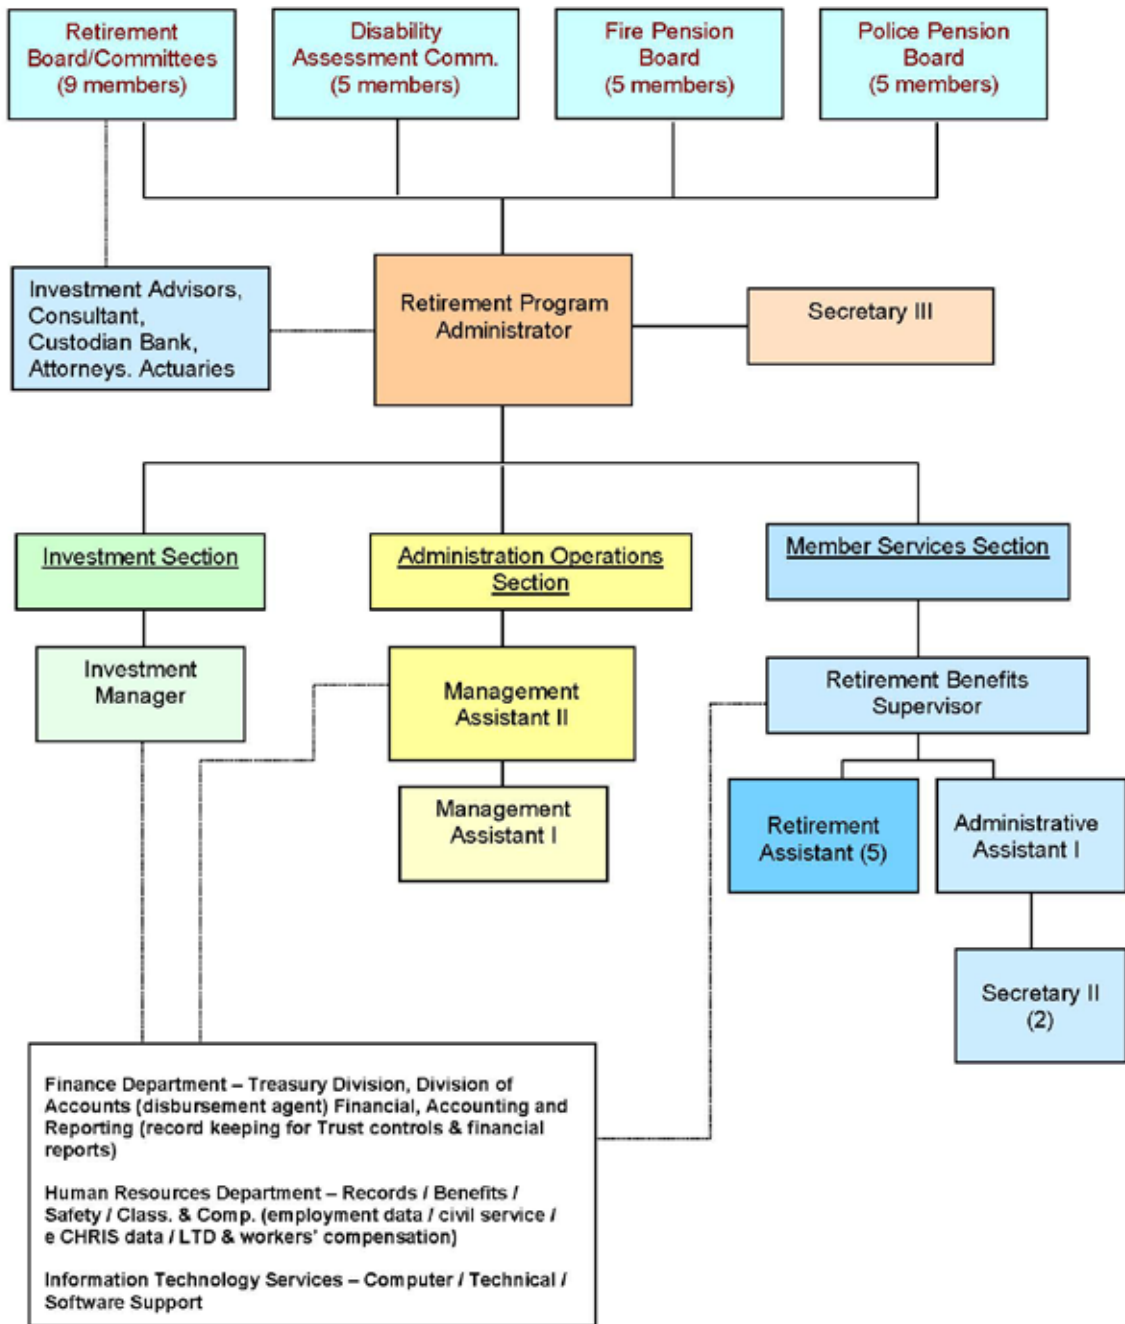 Retirement
Board/Committees
(9 members)
Disability
Assessment Comm.
(5 members)
Fire Pension
Board
(5 members)
Police Pension
Board
(5 members)
Investment Advisors,
Consultant,
Custodian Bank,
Attorneys. Actuaries
Retirement Program
Administrator
Secretary III
Investment Section
Administration Operations
Section
Member Services Section
Investment
Manager
Management
Assistant II
Retirement Benefits
Supervisor
Management
Assistant I
Retirement
Assistant (5)
Administrative
Assistant I
Secretary II
(2)
Finance Department – Treasury Division, Division of
Accounts (disbursement agent) Financial, Accounting and
Reporting (record keeping for Trust controls & financial
reports)
Human Resources Department – Records / Benefits /
Safety / Class. & Comp. (employment data / civil service /
e CHRIS data / LTD & workers' compensation)
Information Technology Services – Computer / Technical /
Software Support